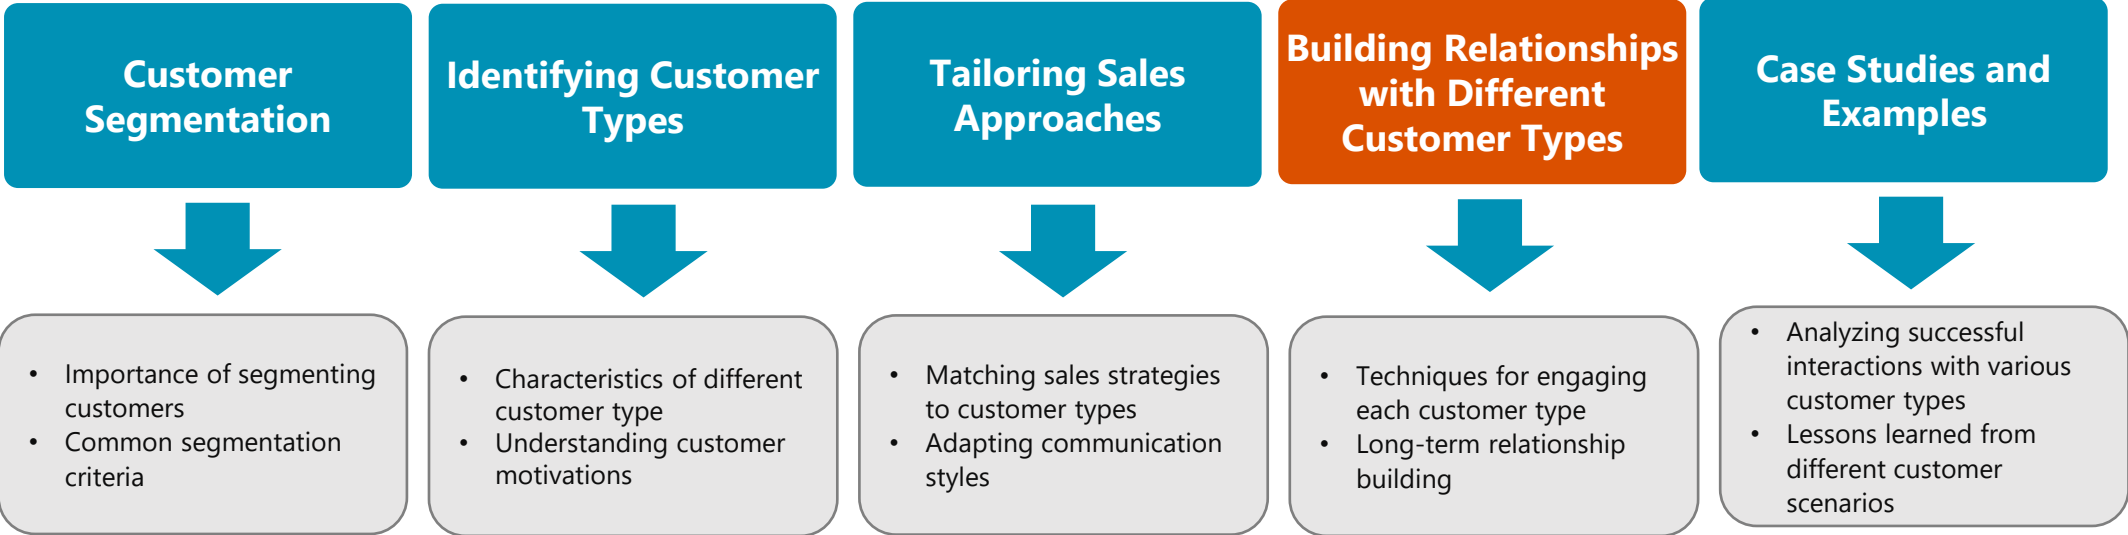 Customer
Segmentation
Identifying Customer
Types
Tailoring Sales
Approaches
Building Relationships
with Different
Customer Types
Case Studies and
Examples
• Importance of segmenting
customers
• Common segmentation
criteria
• Characteristics of different
customer type
• Understanding customer
motivations
• Matching sales strategies
to customer types
• Adapting communication
styles
• Techniques for engaging
each customer type
• Long-term relationship
building
• Analyzing successful
interactions with various
customer types
• Lessons learned from
different customer
scenarios